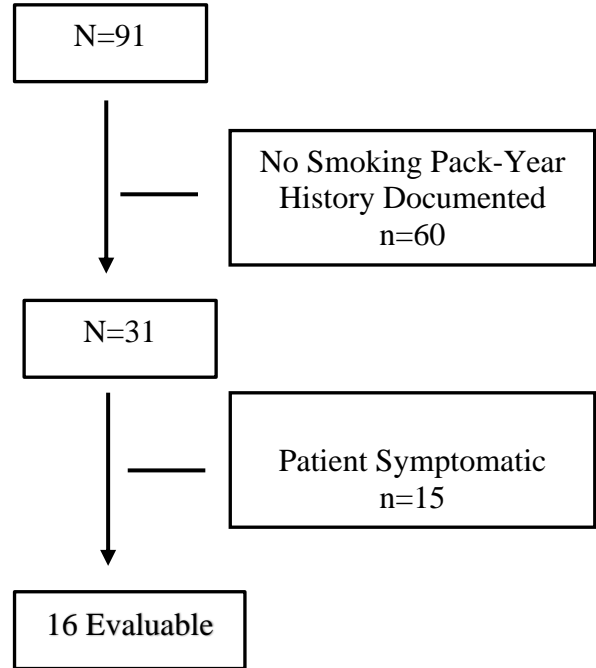 N=91
No Smoking Pack-Year
History Documented
n=60
N=31
Patient Symptomatic
n=15
16 Evaluable